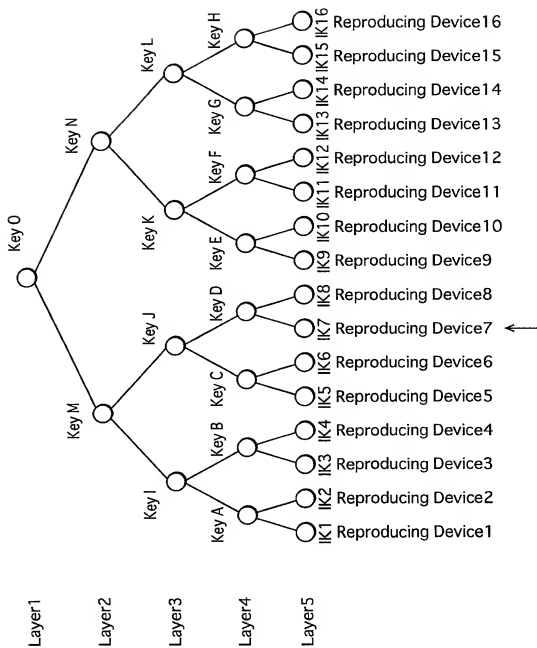 Key O
Key N
Key M
Key L
Key K
Key J
Key I
Key H
Key G
Key F
Key E
Key D
Key C
Key B
Key A
IK16 Reproducing Device16
IK15 Reproducing Device15
IK14 Reproducing Device14
IK13 Reproducing Device13
IK12 Reproducing Device12
IK11 Reproducing Device11
IK10 Reproducing Device10
IK9 Reproducing Device9
IK8 Reproducing Device8
IK7 Reproducing Device7
IK6 Reproducing Device6
IK5 Reproducing Device5
IK4 Reproducing Device4
IK3 Reproducing Device3
IK2 Reproducing Device2
IK1 Reproducing Device1
Layer1
Layer2
Layer3
Layer4
Layer5